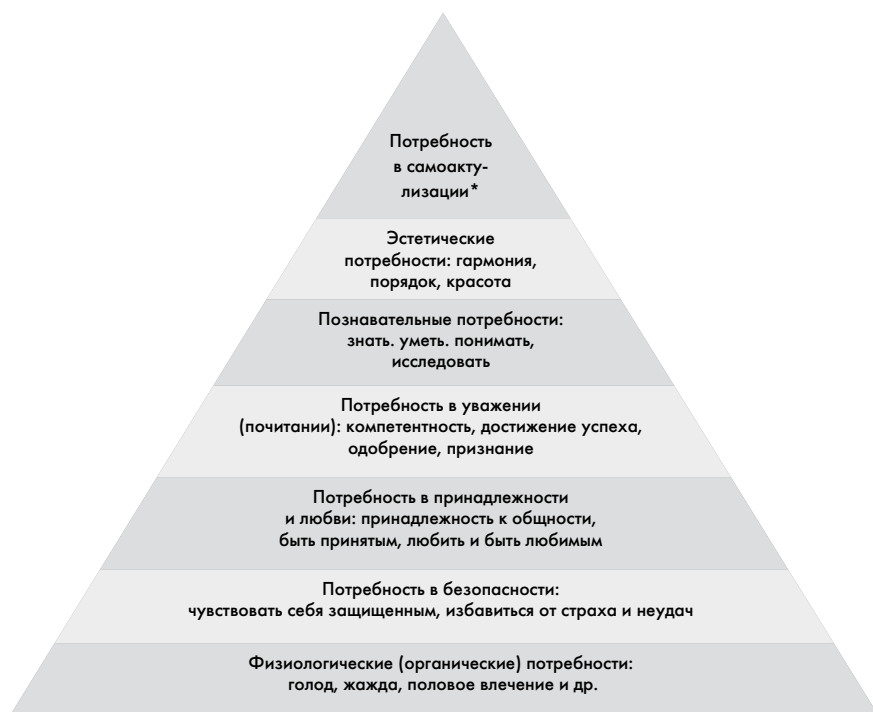 Потребность
в самоакту-
лизации*
Эстетические
потребности: гармония,
порядок, красота
Познавательные потребности:
знать. уметь. понимать,
исследовать
Потребность в уважении
(почитании): компетентность, достижение успеха,
одобрение, признание
Потребность в принадлежности
и любви: принадлежность к общности,
быть принятым, любить и быть любимым
Потребность в безопасности:
чувствовать себя защищенным, избавиться от страха и неудач
Физиологические (органические) потребности:
голод, жажда, половое влечение и др.